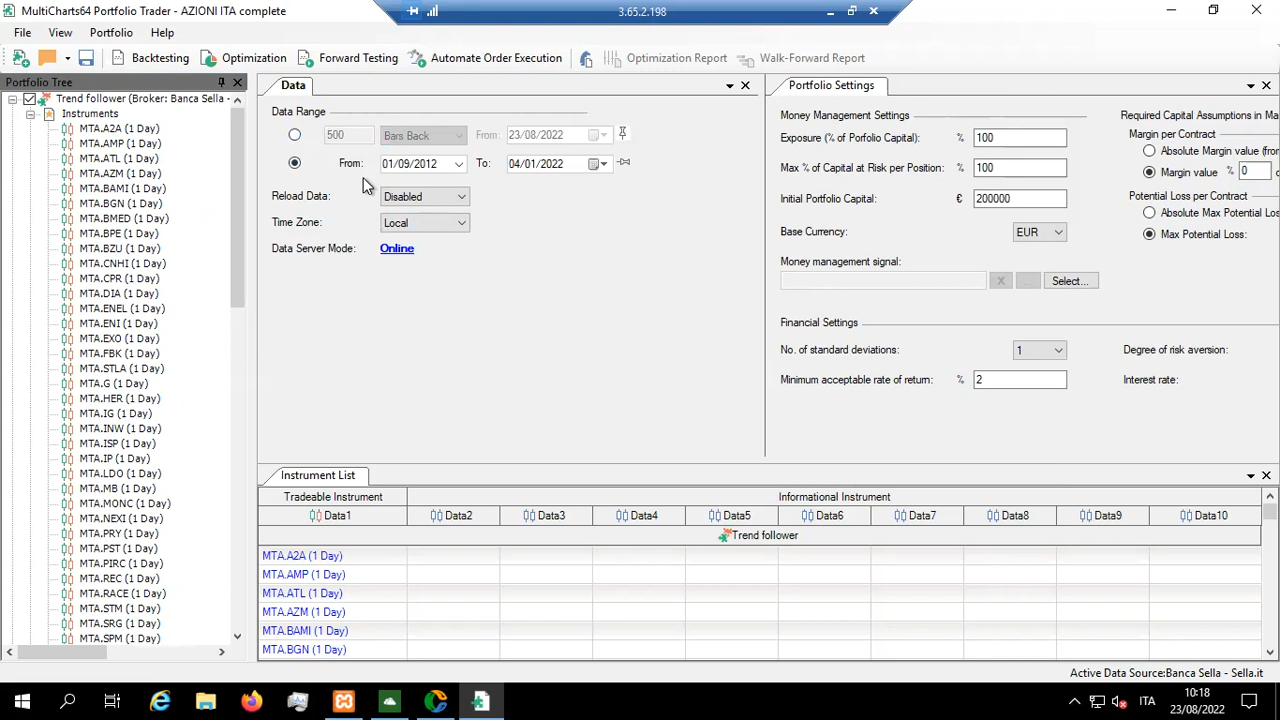 MultiCharts64 Portfolio Trader - AZIONI ITA complete
3.65.2.198
File View Portfolio Help
Backtesting Optimization Forward Testing Automate Order Execution Optimization Report Walk-Forward Report
Portfolio Tree
Trend follower (Broker: Banca Sella -
Instruments
MTA.A2A (1 Day)
MTA.AMP (1 Day)
MTA.ATL (1 Day)
MTA.AZM (1 Day)
MTA.BAMI (1 Day)
MTA.BGN (1 Day)
MTA.BMED (1 Day)
MTA.BPE (1 Day)
MTA.BZU (1 Day)
MTA.CNHI (1 Day)
MTA.CPR (1 Day)
MTA.DIA (1 Day)
MTA.ENEL (1 Day)
MTA.ENI (1 Day)
MTA.EXO (1 Day)
MTA.FBK (1 Day)
MTA.STLA (1 Day)
MTA.G (1 Day)
MTA.HER (1 Day)
MTA.IG (1 Day)
MTA.INW (1 Day)
MTA.ISP (1 Day)
MTA.IP (1 Day)
MTA.LDO (1 Day)
MTA.MB (1 Day)
MTA.MONC (1 Day)
MTA.NEXI (1 Day)
MTA.PRY (1 Day)
MTA.PST (1 Day)
MTA.PIRC (1 Day)
MTA.REC (1 Day)
MTA.RACE (1 Day)
MTA.STM (1 Day)
MTA.SRG (1 Day)
MTA.SPM (1 Day)
Data
Data Range
500 Bars Back From: 23/08/2022
From: 01/09/2012 To: 04/01/2022
Reload Data: Disabled
Time Zone: Local
Data Server Mode: Online
Portfolio Settings
Money Management Settings
Exposure (% of Porfolio Capital): % 100
Max % of Capital at Risk per Position: % 100
Initial Portfolio Capital: € 200000
Base Currency: EUR
Money management signal:
X ... Select...
Financial Settings
No. of standard deviations: 1 Degree of risk aversion:
Minimum acceptable rate of return: % 2 Interest rate:
Required Capital Assumptions
Margin per Contract
Absolute Margin value (from
Margin value % 0
Potential Loss per Contract
Absolute Max Potential Lo
Max Potential Loss:
Instrument List
Tradeable Instrument Informational Instrument
Data1 Data2 Data3 Data4 Data5 Data6 Data7 Data8 Data9 Data10
Trend follower
MTA.A2A (1 Day)
MTA.AMP (1 Day)
MTA.ATL (1 Day)
MTA.AZM (1 Day)
MTA.BAMI (1 Day)
MTA.BGN (1 Day)
Active Data Source:Banca Sella - Sella.it
ITA
10:18
23/08/2022